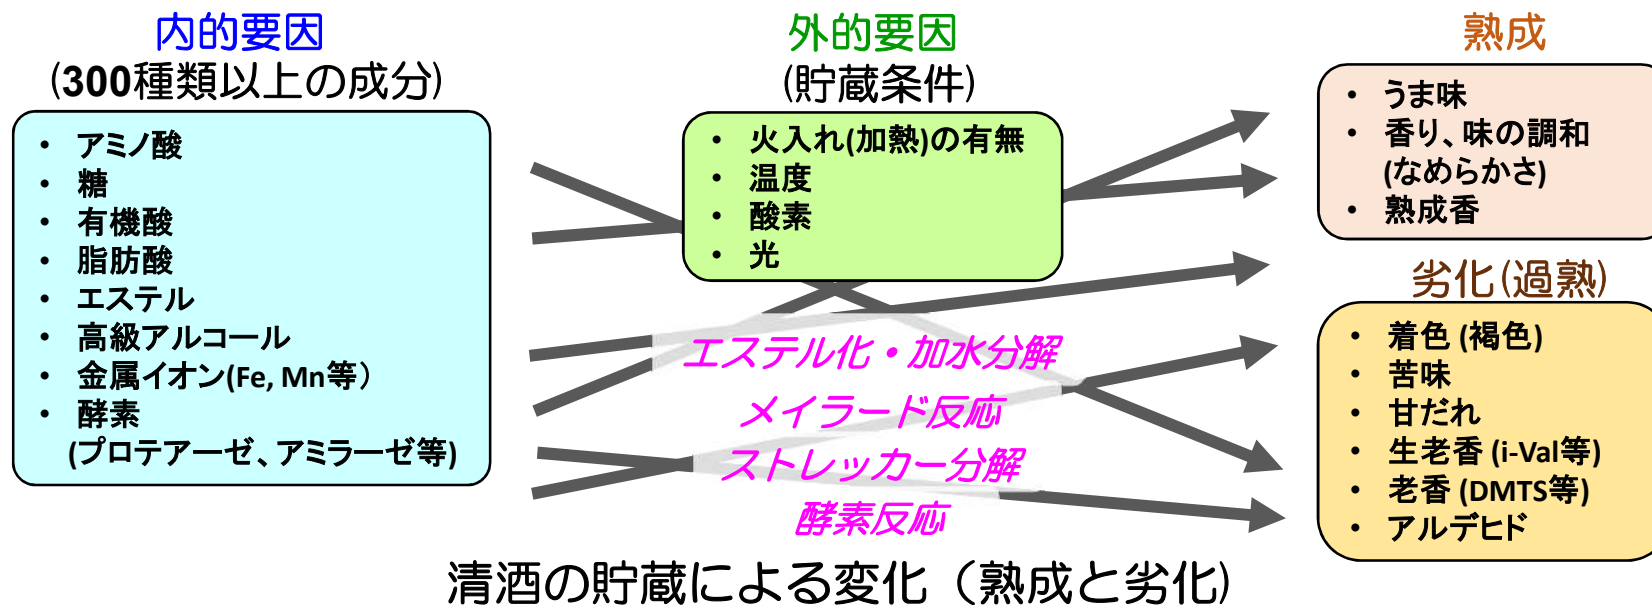 内的要因
(300種類以上の成分)
• アミノ酸
• 糖
• 有機酸
• 脂肪酸
• エステル
• 高級アルコール
• 金属イオン(Fe, Mn等）
• 酵素
(プロテアーゼ、アミラーゼ等)
外的要因
(貯蔵条件)
• 火入れ(加熱)の有無
• 温度
• 酸素
• 光
エステル化・加水分解
メイラード反応
ストレッカー分解
酵素反応
熟成
• うま味
• 香り、味の調和
(なめらかさ)
• 熟成香
劣化(過熟)
• 着色 (褐色)
• 苦味
• 甘だれ
• 生老香 (i-Val等)
• 老香 (DMTS等)
• アルデヒド
清酒の貯蔵による変化（熟成と劣化)